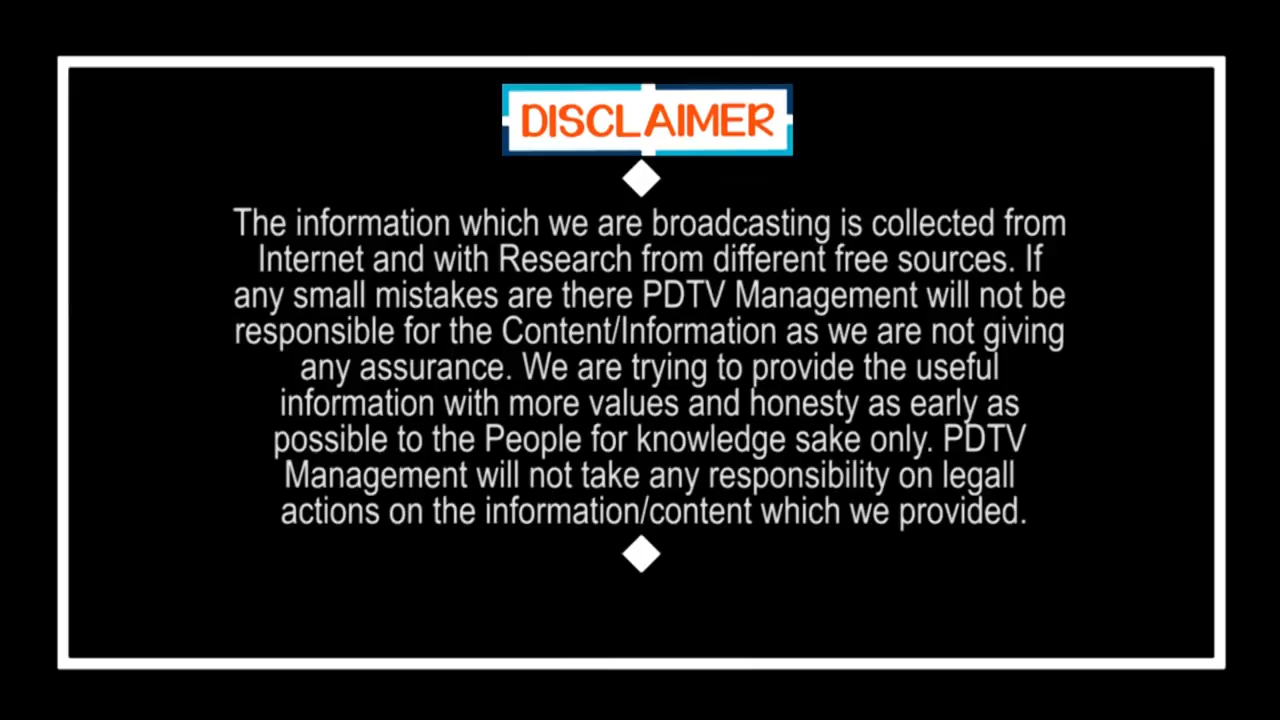 DISCLAIMER
The information which we are broadcasting is collected from
Internet and with Research from different free sources. If
any small mistakes are there PDTV Management will not be
responsible for the Content/Information as we are not giving
any assurance. We are trying to provide the useful
information with more values and honesty as early as
possible to the People for knowledge sake only. PDTV
Management will not take any responsibility on legall
actions on the information/content which we provided.